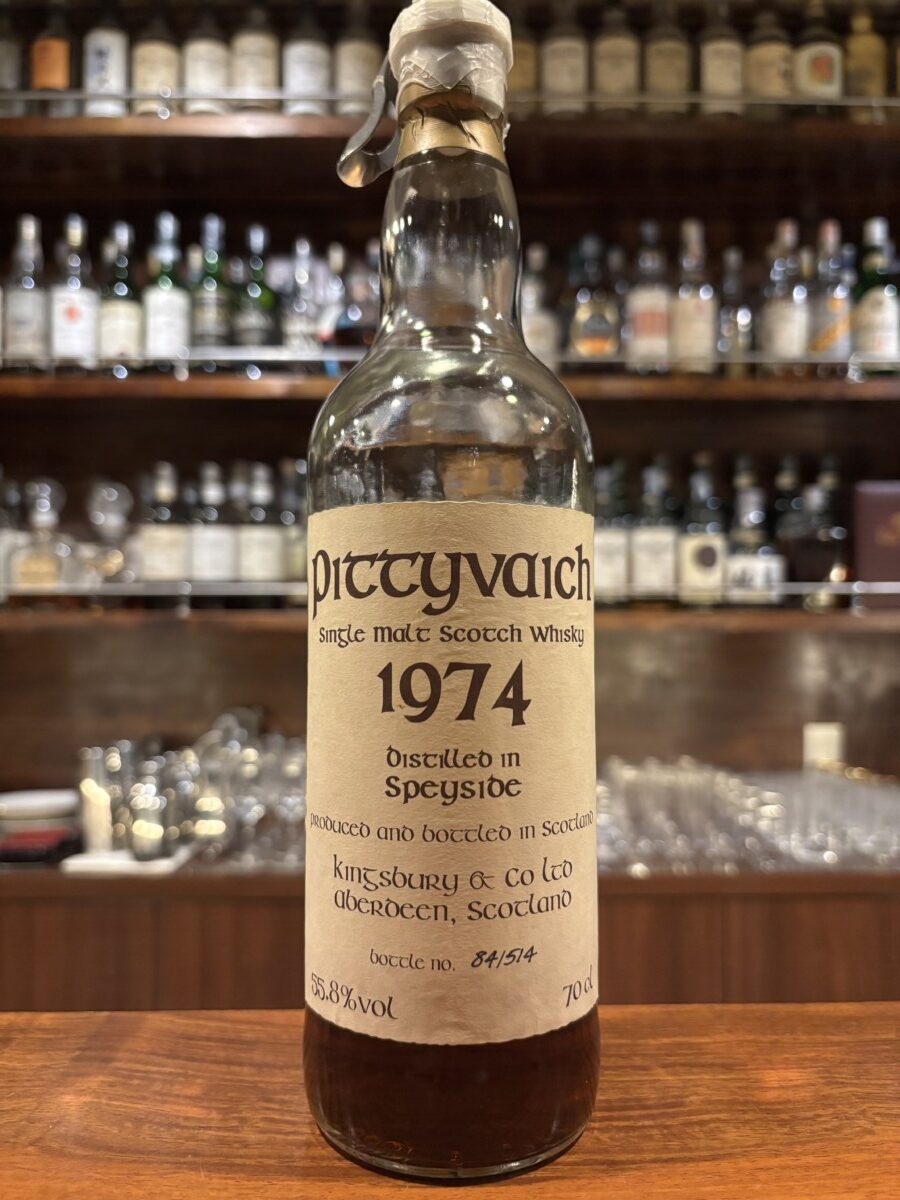 Pittyvaich
Single Malt Scotch Whisky
1974
Distilled in
Speyside
produced and bottled in Scotland
Kingsbury & Co Ltd
Aberdeen, Scotland
bottle no. 84/514
55.8%vol
70 cl